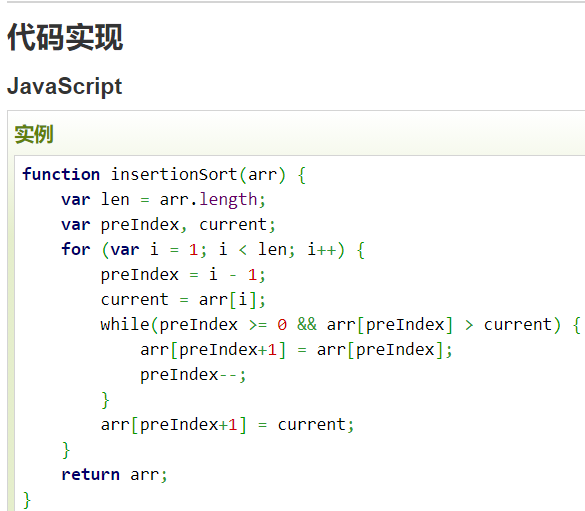 代码实现
JavaScript
实例
function insertionSort(arr) {
    var len = arr.length;
    var preIndex, current;
    for (var i = 1; i < len; i++) {
        preIndex = i - 1;
        current = arr[i];
        while(preIndex >= 0 && arr[preIndex] > current) {
            arr[preIndex+1] = arr[preIndex];
            preIndex--;
        }
        arr[preIndex+1] = current;
    }
    return arr;
}